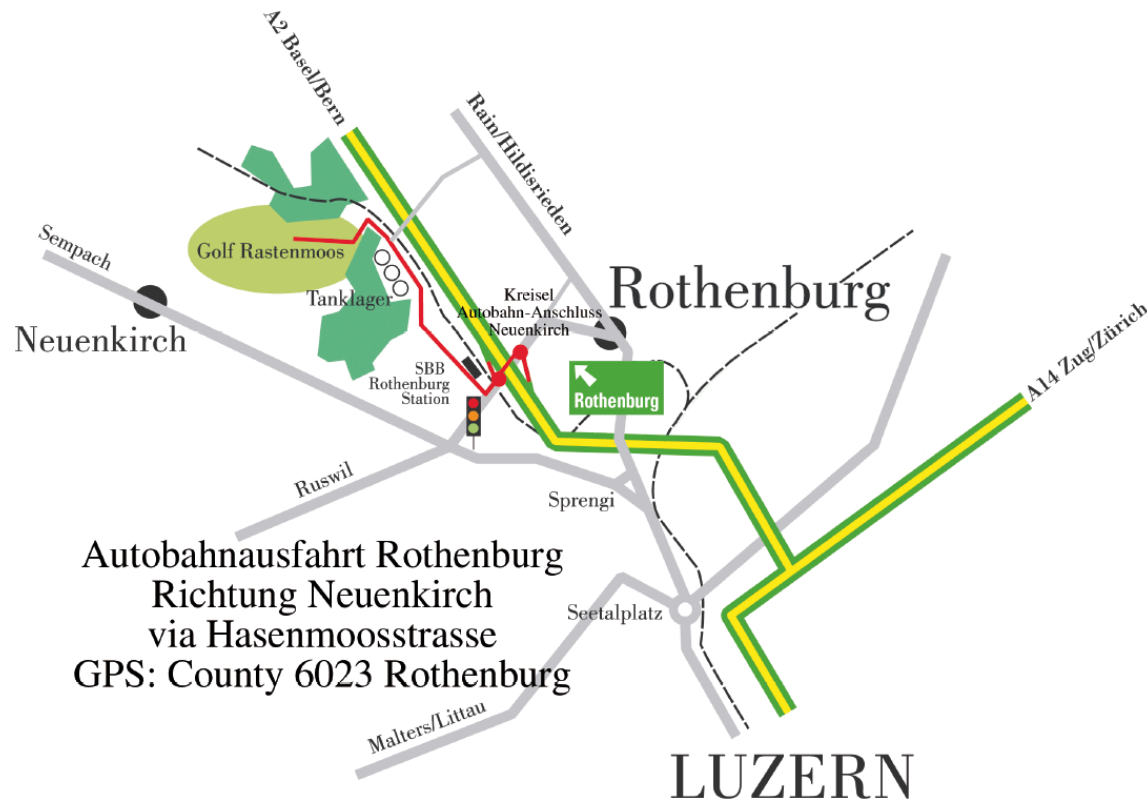 A2 Basel/Bern
Rain/Hildisrieden
Sempach
Golf Rastenmoos
Rothenburg
Kreisel
Autobahn-Anschluss
Neuenkirch
Tanklager
Neuenkirch
A14 Zug/Zürich
SBB
Rothenburg
Station
Rothenburg
Ruswil
Sprengi
Autobahnausfahrt Rothenburg
Richtung Neuenkirch
via Hasenmoosstrasse
GPS: County 6023 Rothenburg
Seetalplatz
Malters/Littau
LUZERN